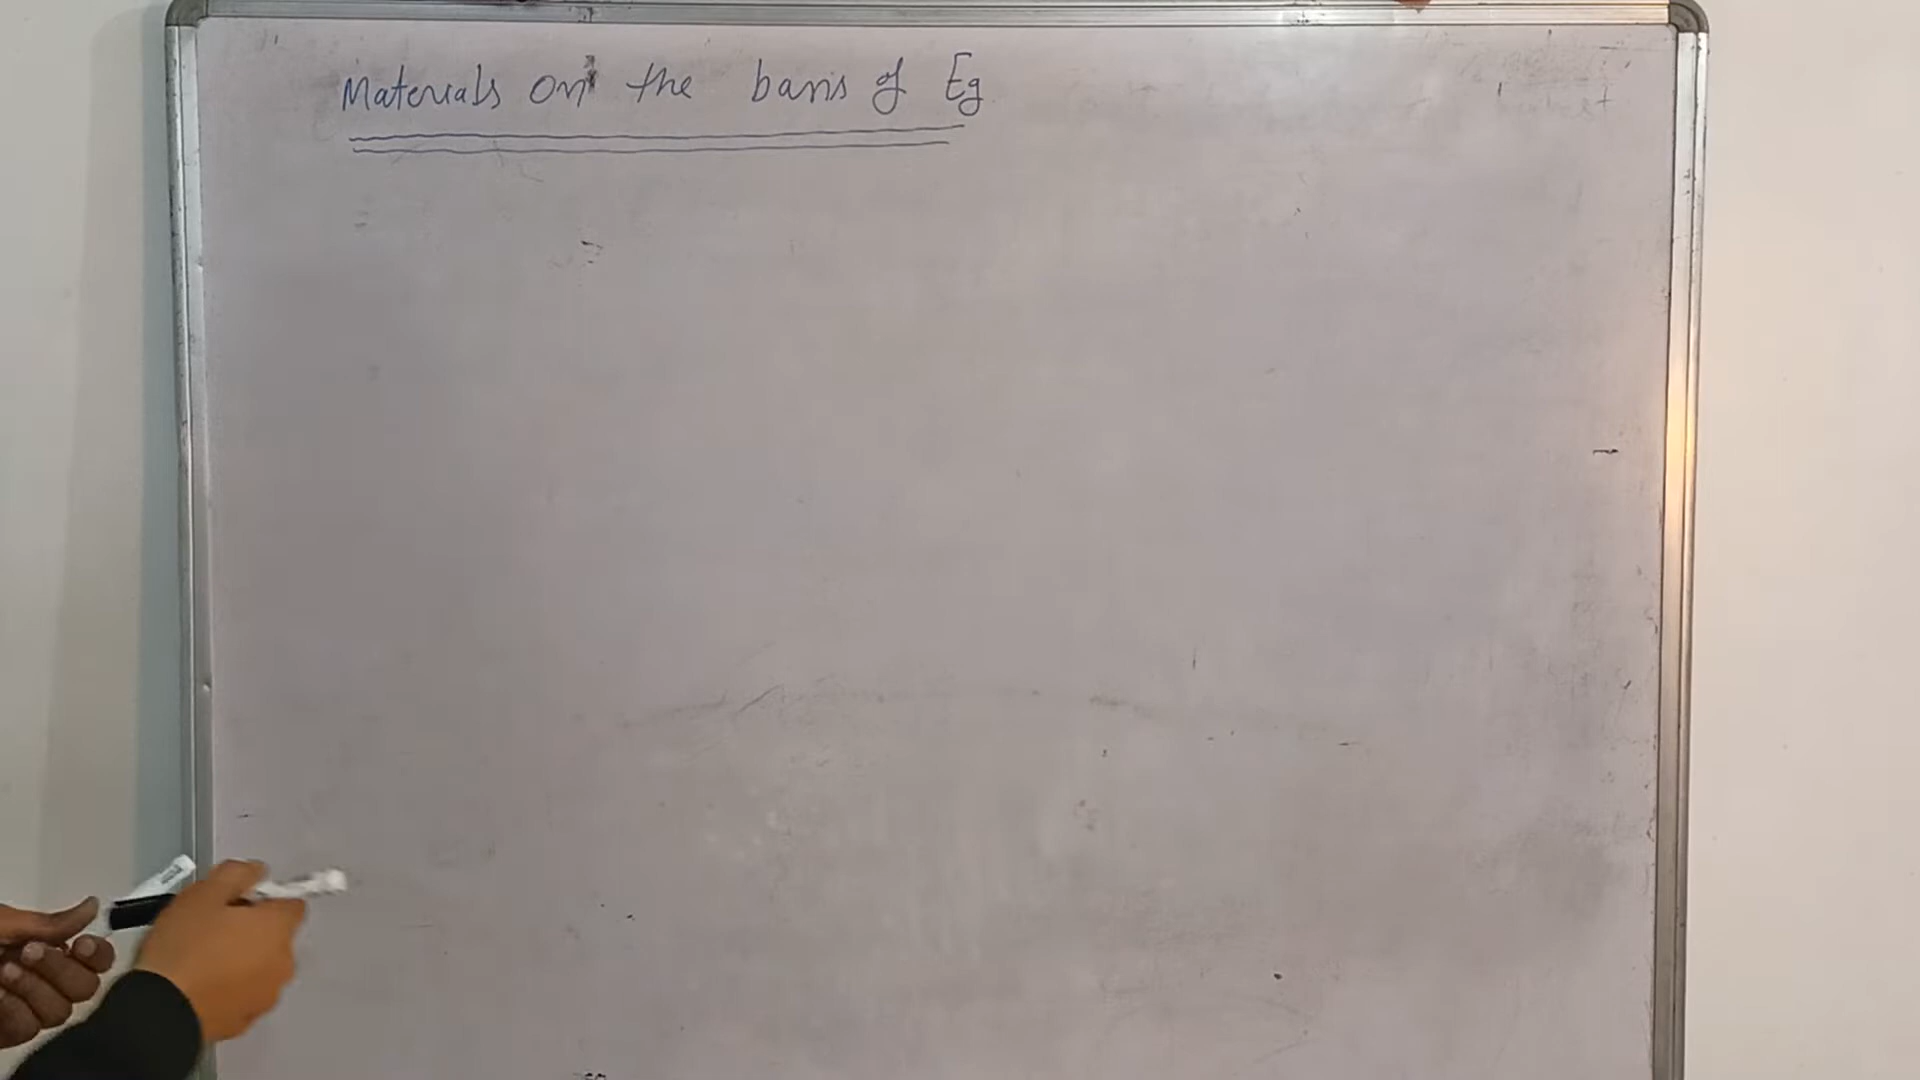 Materials on the basis of Eg